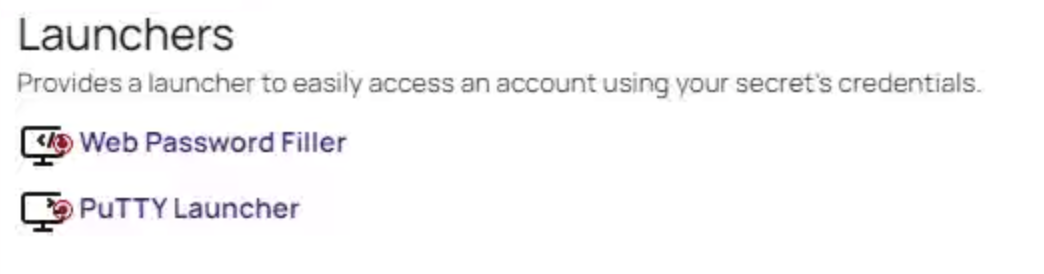 Launchers
Provides a launcher to easily access an account using your secret's credentials.
Web Password Filler
PuTTY Launcher